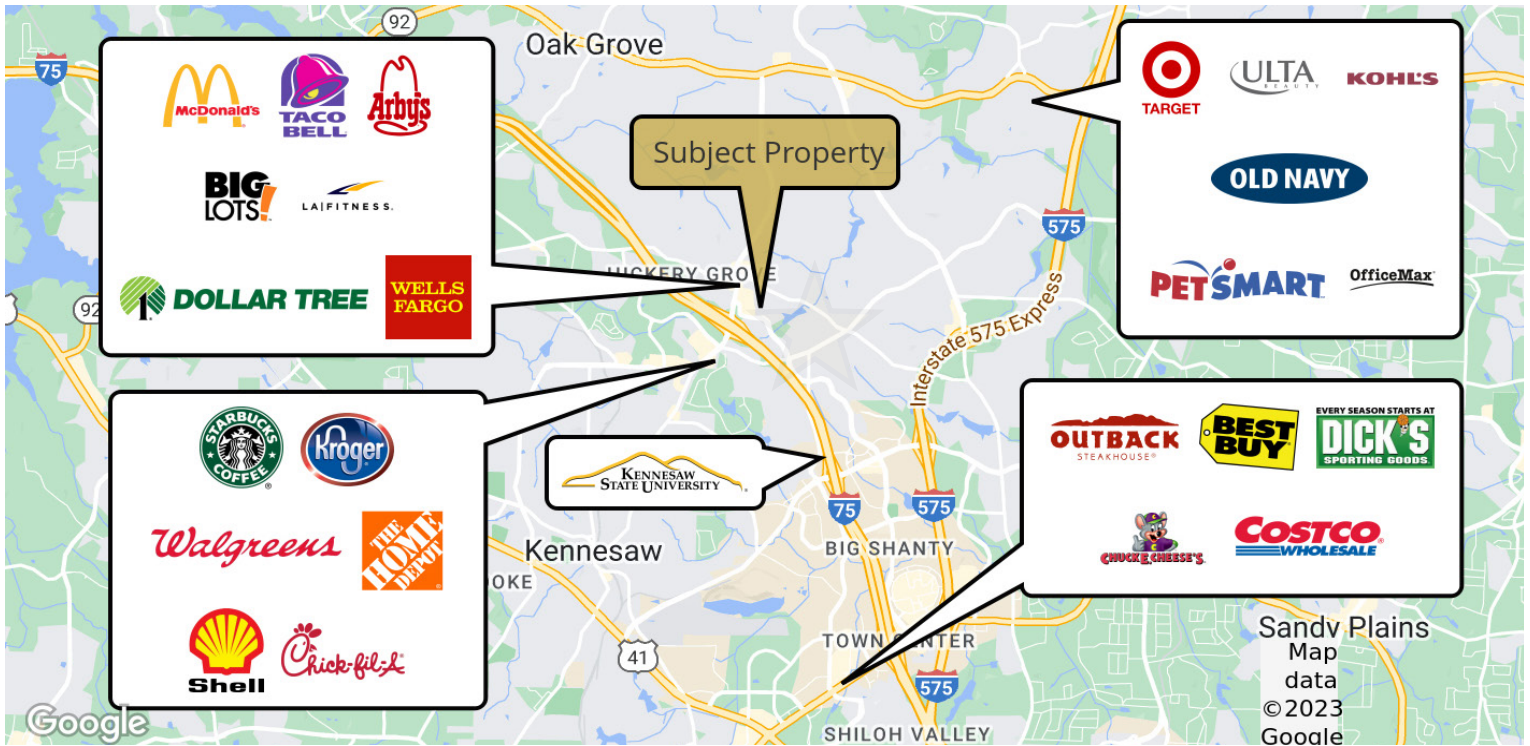 92
Oak Grove
75
McDonald's
TACO
BELL
Arby's
BIG
LOTS!
LA|FITNESS.
DOLLAR TREE
1
WELLS
FARGO
Subject Property
TARGET
ULTA
BEAUTY
KOHL'S
OLD NAVY
PETSMART
OfficeMax
575
HICKERY GROVE
92
Interstate 575 Express
STARBUCKS
COFFEE
Kroger
Walgreens
THE
HOME
DEPOT
Shell
Chick-fil-A
KENNESAW
STATE UNIVERSITY
OUTBACK
STEAKHOUSE®
BEST
BUY
EVERY SEASON STARTS AT
DICK'S
SPORTING GOODS
CHUCK E. CHEESE'S
COSTCO
WHOLESALE
75
575
Kennesaw
BIG SHANTY
OKE
TOWN CENTER
41
575
SHILOH VALLEY
Sandy Plains
Map
data
©2023
Google
Google